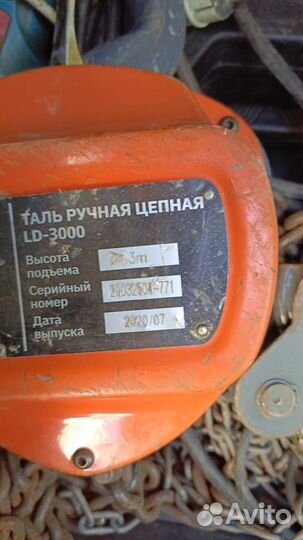 ТАЛЬ РУЧНАЯ ЦЕПНАЯ
LD-3000
Высота
подъема
3m
Серийный
номер
20032504-771
Дата
выпуска
2020/07
Avito